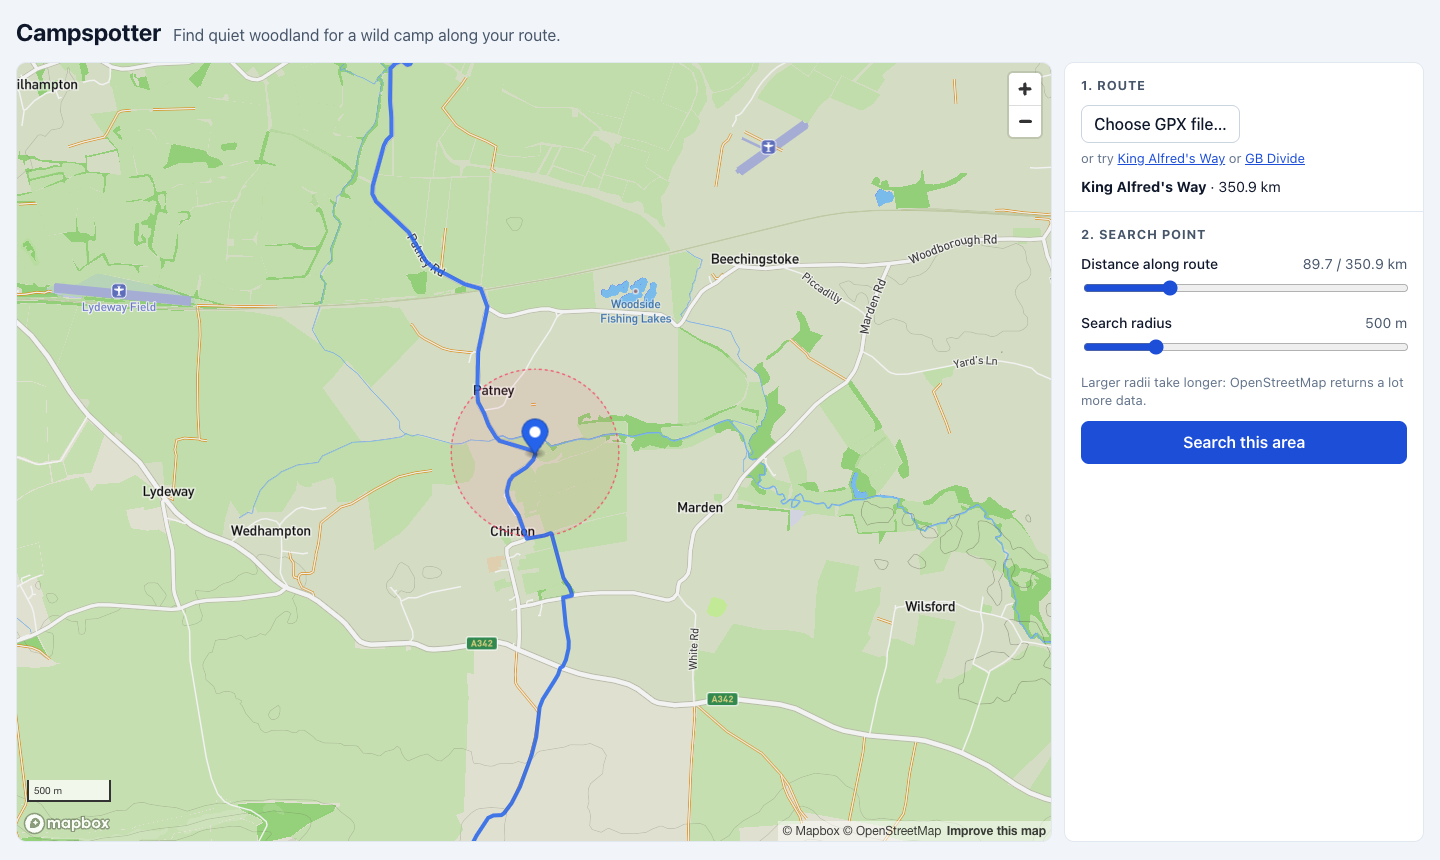 Campspotter Find quiet woodland for a wild camp along your route.
ilhampton
Patney Rd
Beechingstoke
Woodborough Rd
Piccadilly
Marden Rd
Lydeway Field
Woodside
Fishing Lakes
Yard's Ln
Patney
Lydeway
Wedhampton
Chirton
Marden
Wilsford
A342
White Rd
A342
500 m
mapbox
© Mapbox © OpenStreetMap Improve this map
1. ROUTE
Choose GPX file...
or try King Alfred's Way or GB Divide
King Alfred's Way · 350.9 km
2. SEARCH POINT
Distance along route 89.7 / 350.9 km
Search radius 500 m
Larger radii take longer: OpenStreetMap returns a lot
more data.
Search this area